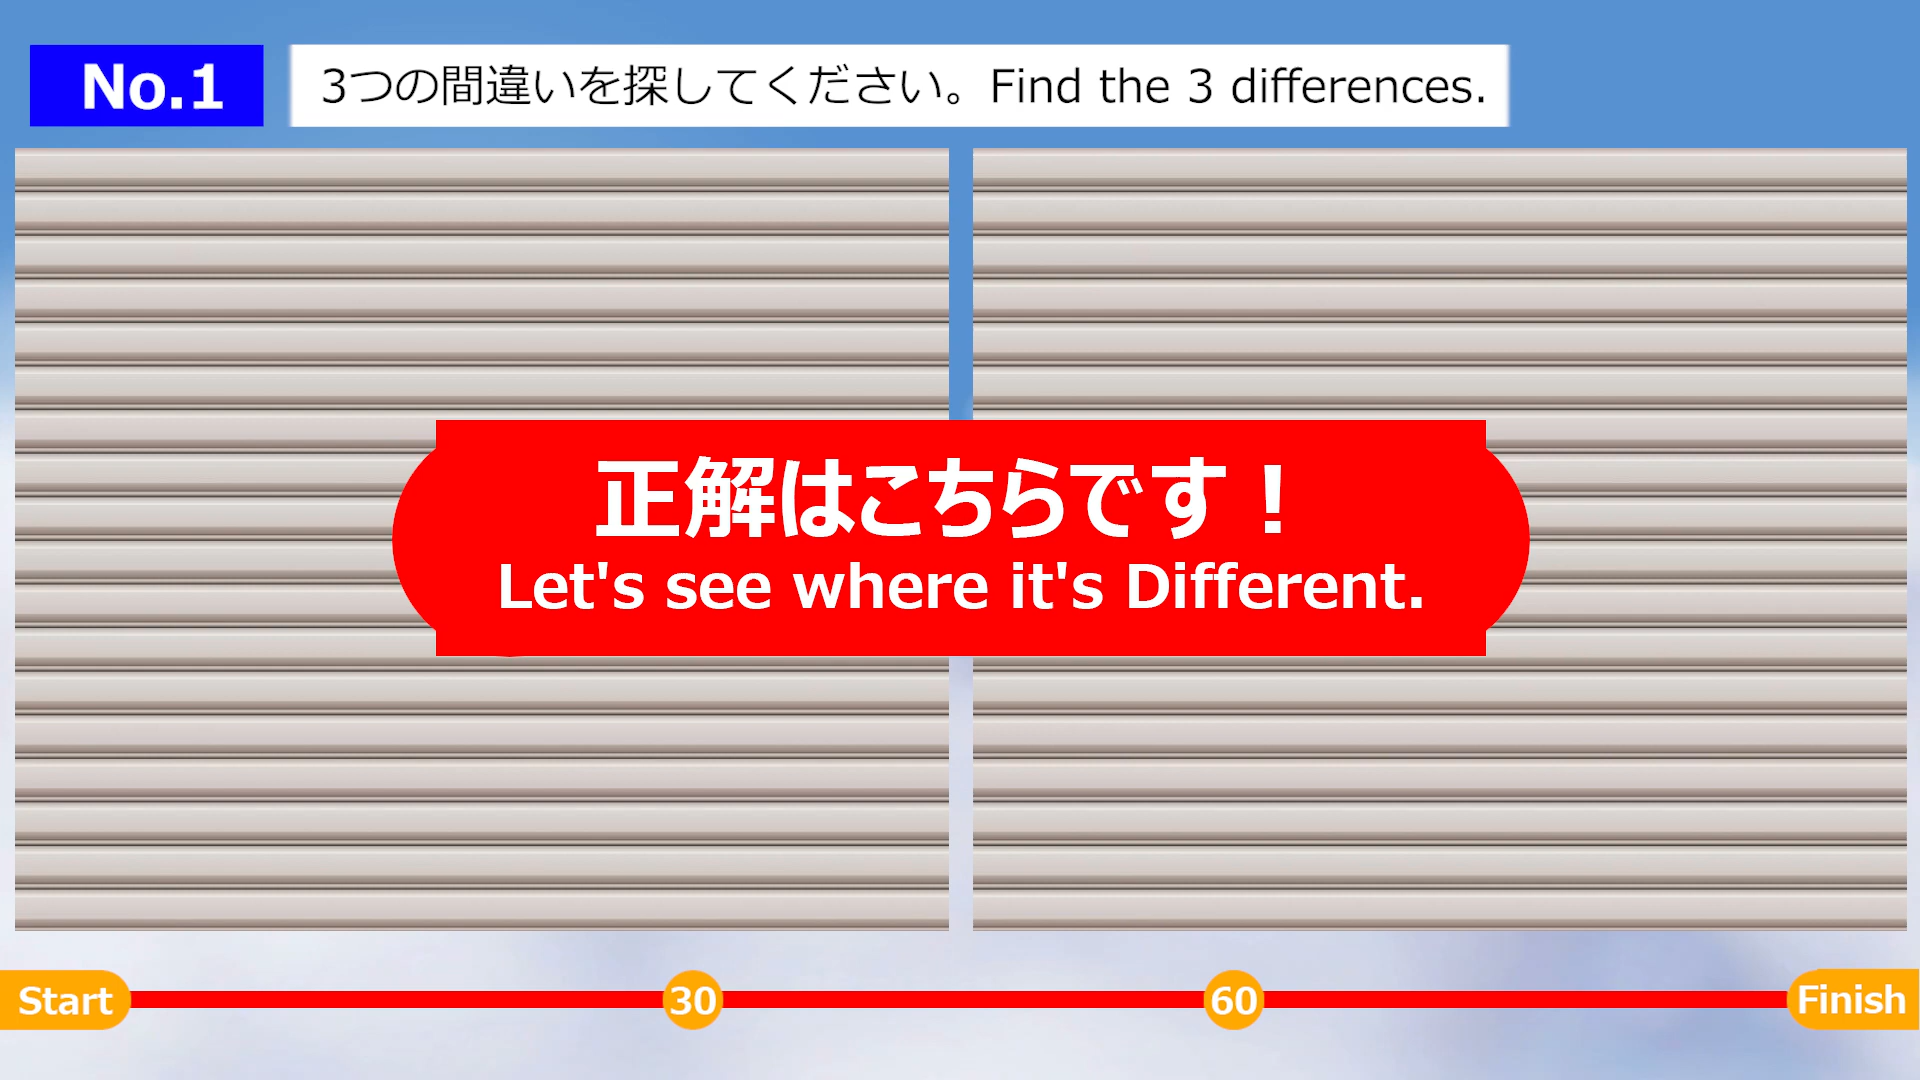 No.1
3つの間違いを探してください。Find the 3 differences.
正解はこちらです！
Let's see where it's Different.
Start
30
60
Finish